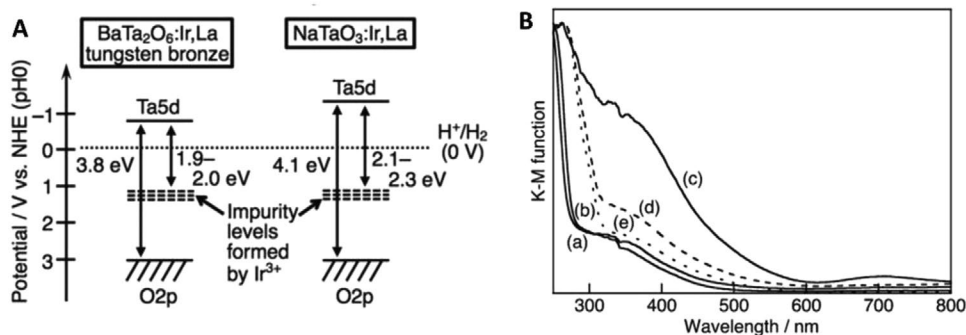 A
BaTa₂O₆:Ir,La
tungsten bronze
NaTaO₃:Ir,La
Potential / V vs. NHE (pH0)
−1
0
1
2
3
Ta5d
3.8 eV
1.9–
2.0 eV
O2p
Impurity
levels
formed
by Ir³⁺
Ta5d
4.1 eV
2.1–
2.3 eV
O2p
H⁺/H₂
(0 V)
B
K-M function
(c)
(d)
(b)
(e)
(a)
300 400 500 600 700 800
Wavelength / nm